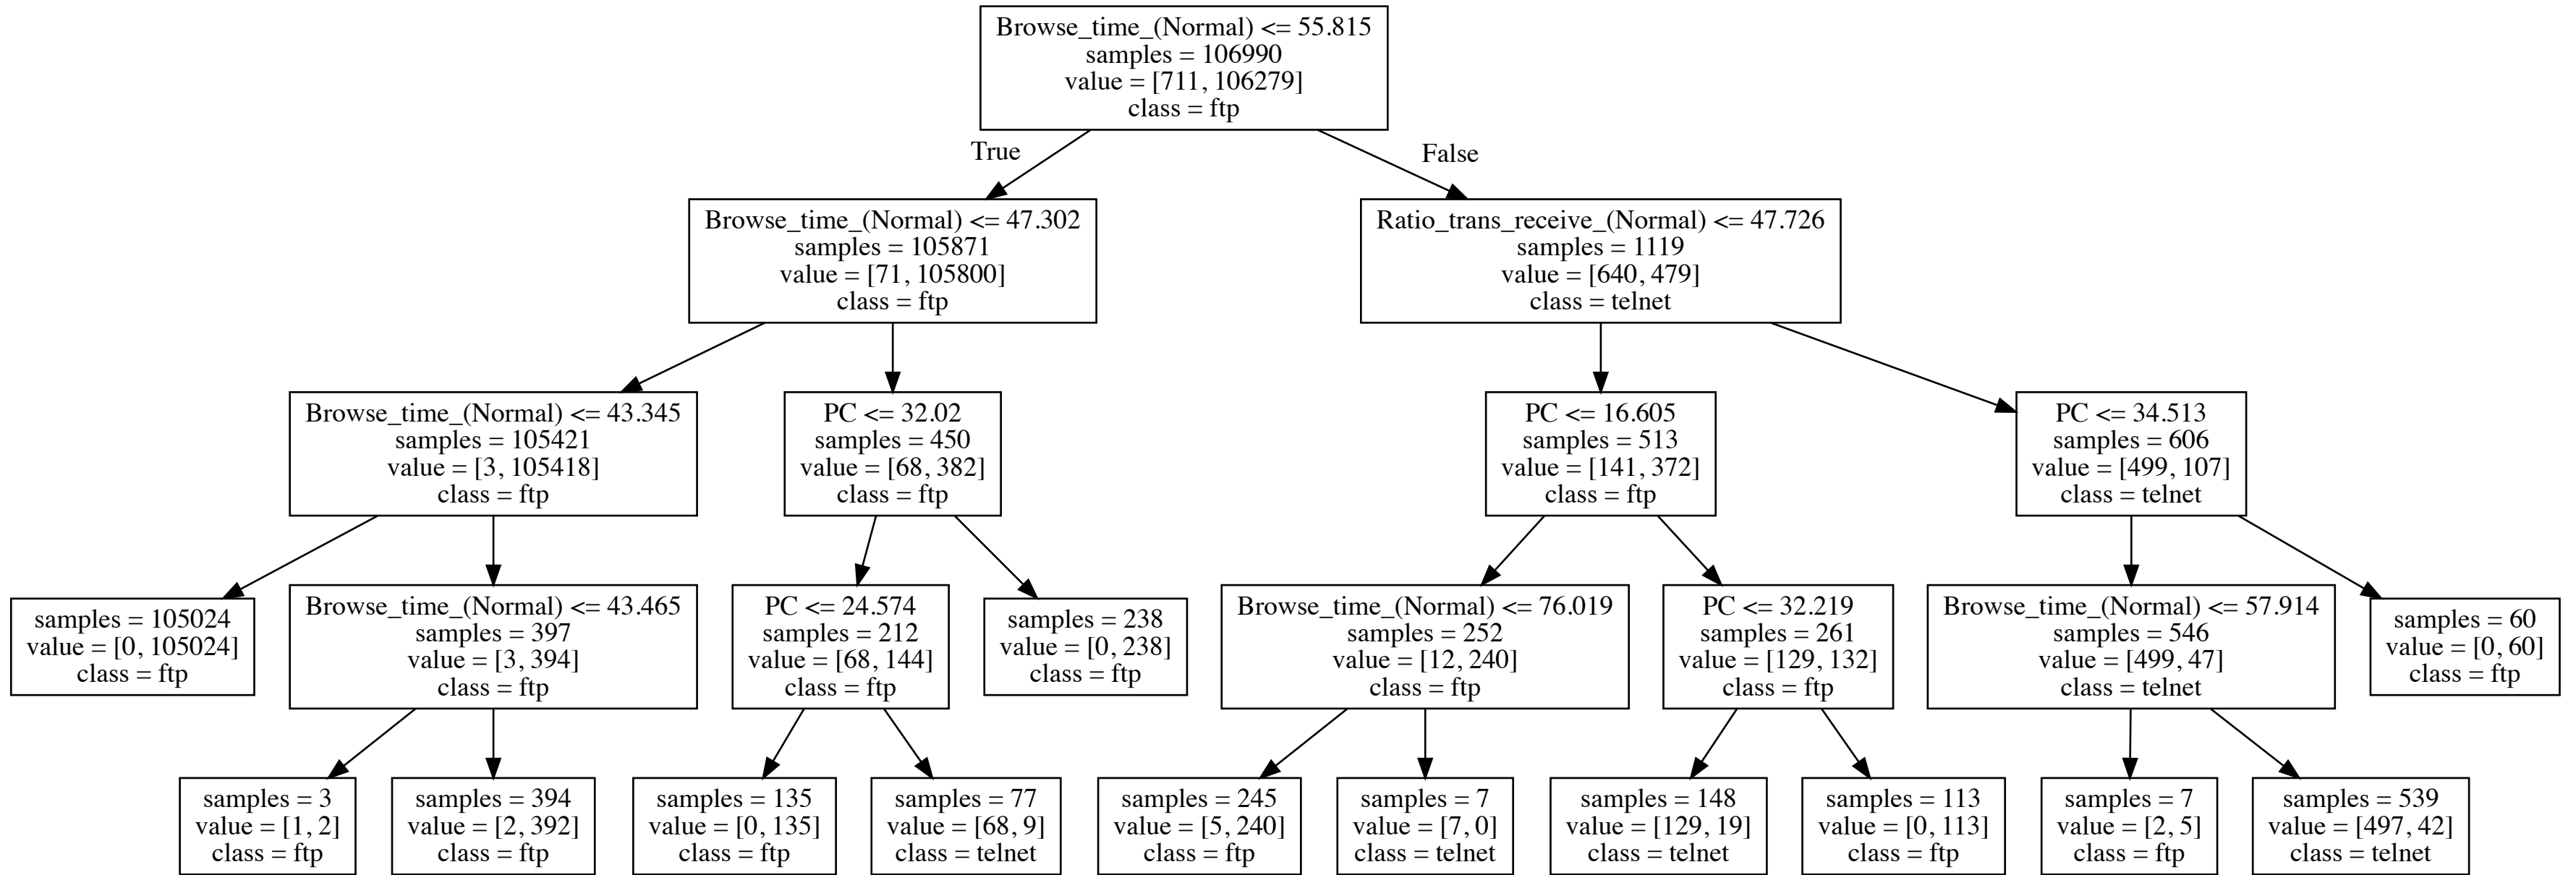 Browse_time_(Normal) <= 55.815
samples = 106990
value = [711, 106279]
class = ftp
True
False
Browse_time_(Normal) <= 47.302
samples = 105871
value = [71, 105800]
class = ftp
Ratio_trans_receive_(Normal) <= 47.726
samples = 1119
value = [640, 479]
class = telnet
Browse_time_(Normal) <= 43.345
samples = 105421
value = [3, 105418]
class = ftp
PC <= 32.02
samples = 450
value = [68, 382]
class = ftp
PC <= 16.605
samples = 513
value = [141, 372]
class = ftp
PC <= 34.513
samples = 606
value = [499, 107]
class = telnet
samples = 105024
value = [0, 105024]
class = ftp
Browse_time_(Normal) <= 43.465
samples = 397
value = [3, 394]
class = ftp
PC <= 24.574
samples = 212
value = [68, 144]
class = ftp
samples = 238
value = [0, 238]
class = ftp
Browse_time_(Normal) <= 76.019
samples = 252
value = [12, 240]
class = ftp
PC <= 32.219
samples = 261
value = [129, 132]
class = ftp
Browse_time_(Normal) <= 57.914
samples = 546
value = [499, 47]
class = telnet
samples = 60
value = [0, 60]
class = ftp
samples = 3
value = [1, 2]
class = ftp
samples = 394
value = [2, 392]
class = ftp
samples = 135
value = [0, 135]
class = ftp
samples = 77
value = [68, 9]
class = telnet
samples = 245
value = [5, 240]
class = ftp
samples = 7
value = [7, 0]
class = telnet
samples = 148
value = [129, 19]
class = telnet
samples = 113
value = [0, 113]
class = ftp
samples = 7
value = [2, 5]
class = ftp
samples = 539
value = [497, 42]
class = telnet